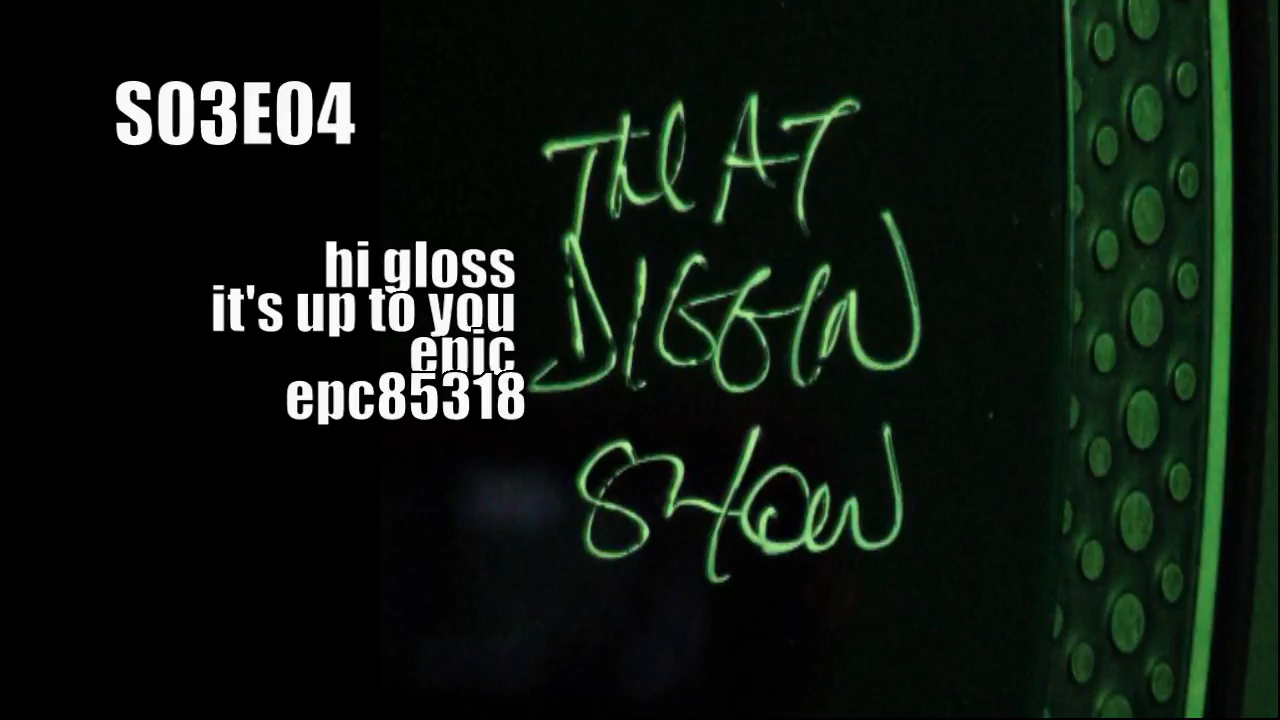 S03E04
hi gloss
it's up to you
epic
epc85318
The AT
DIGGIN
SHOW